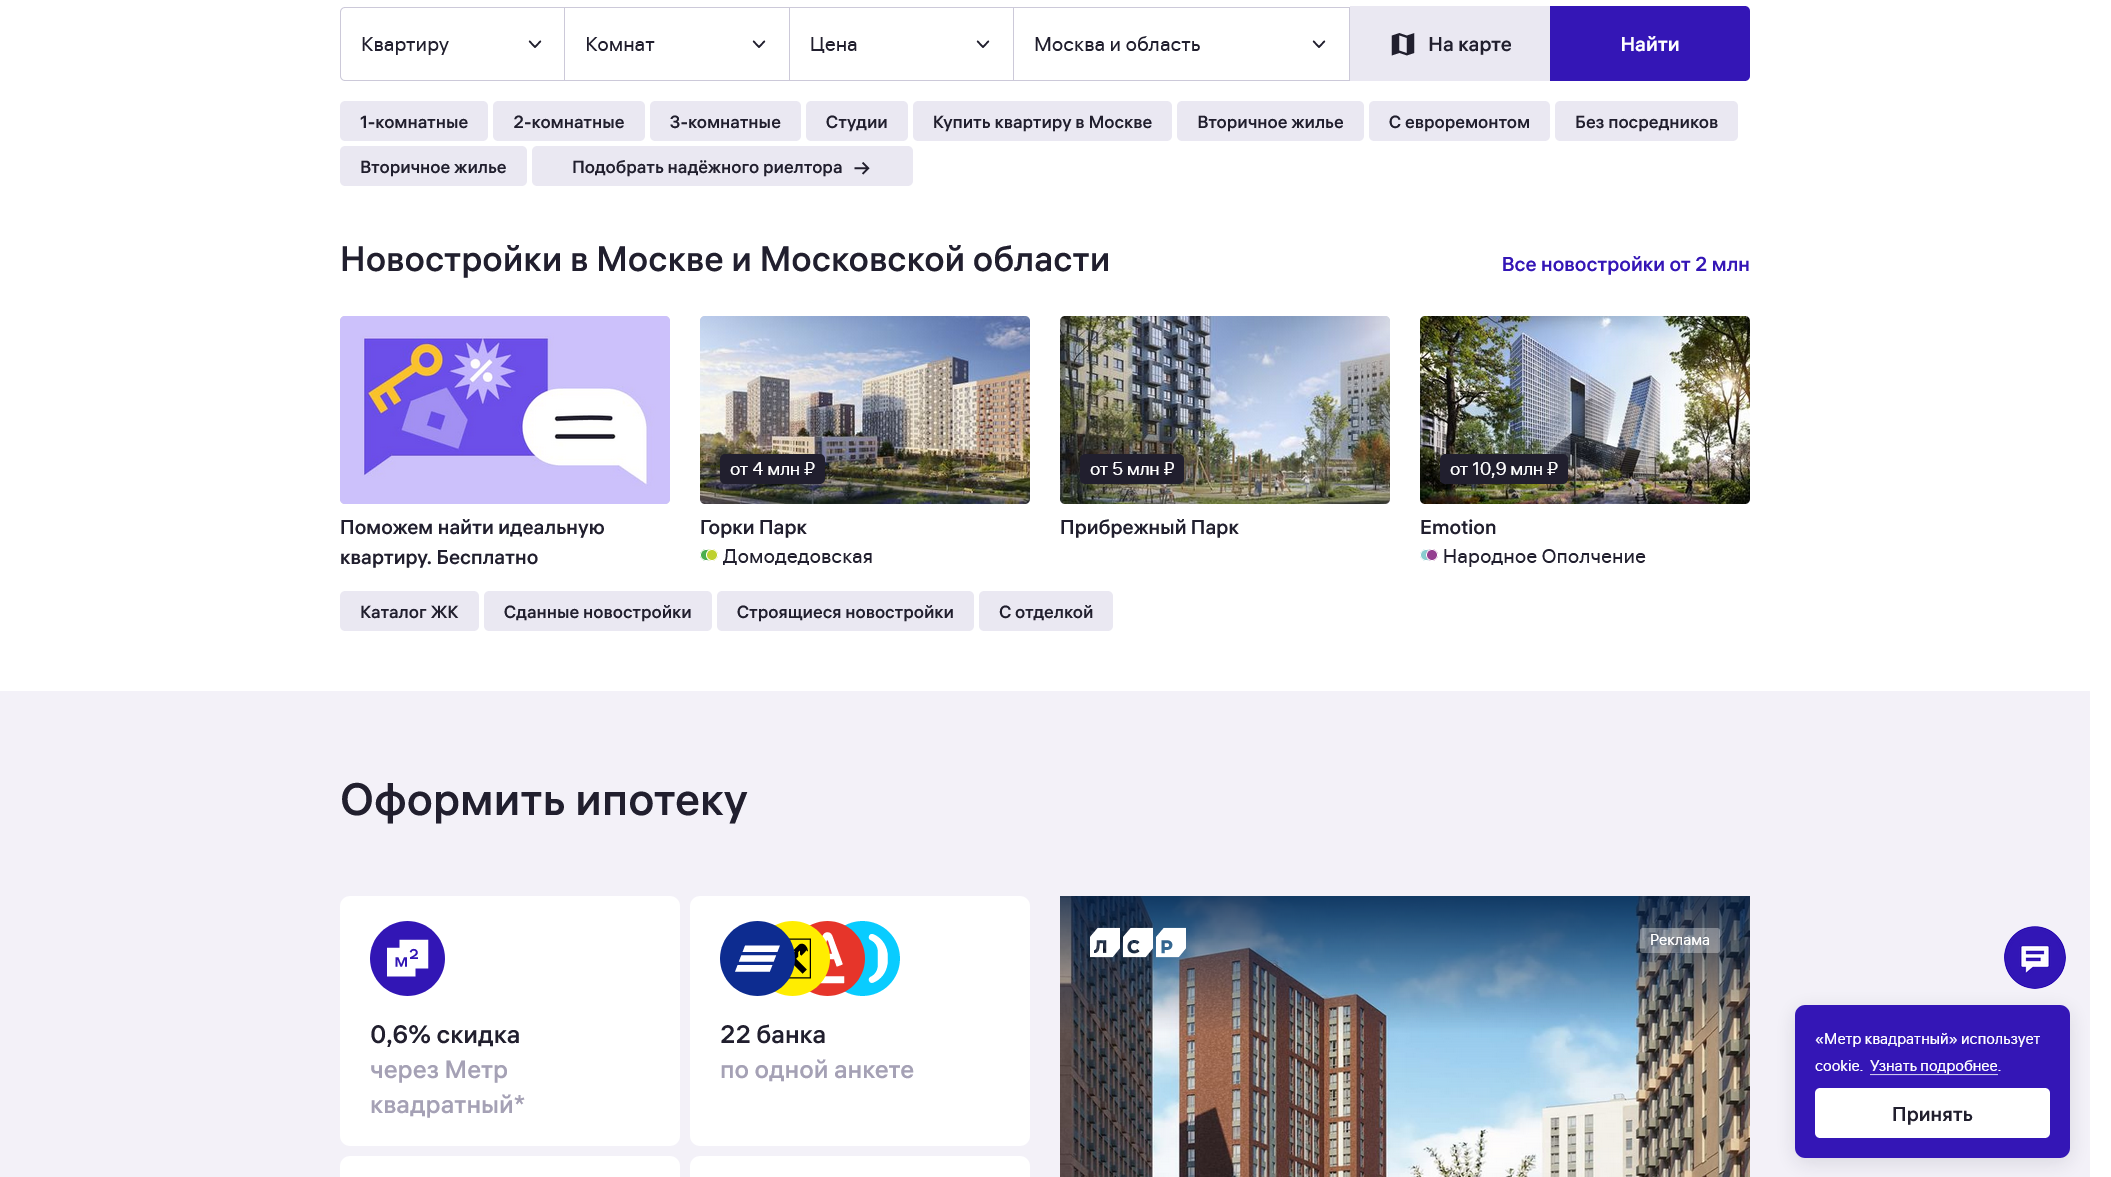 Квартиру
Комнат
Цена
Москва и область
На карте
Найти
1-комнатные
2-комнатные
3-комнатные
Студии
Купить квартиру в Москве
Вторичное жилье
С евроремонтом
Без посредников
Вторичное жилье
Подобрать надёжного риелтора →
Новостройки в Москве и Московской области
Все новостройки от 2 млн
%
от 4 млн ₽
от 5 млн ₽
от 10,9 млн ₽
Поможем найти идеальную
квартиру. Бесплатно
Горки Парк
Домодедовская
Прибрежный Парк
Emotion
Народное Ополчение
Каталог ЖК
Сданные новостройки
Строящиеся новостройки
С отделкой
Оформить ипотеку
м²
0,6% скидка
через Метр
квадратный*
А
22 банка
по одной анкете
ЛСР
Реклама
«Метр квадратный» использует
cookie. Узнать подробнее.
Принять